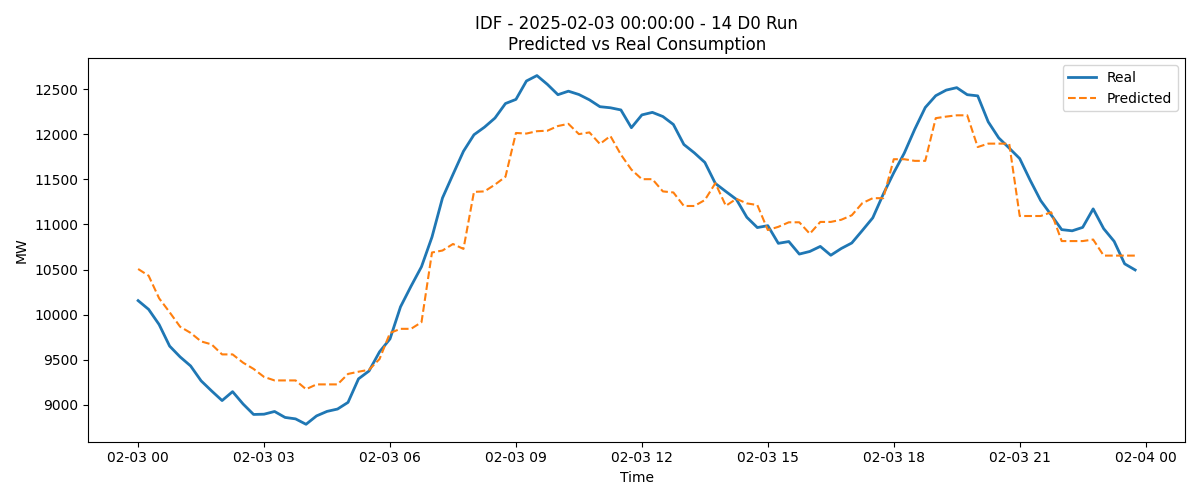 IDF - 2025-02-03 00:00:00 - 14 D0 Run
Predicted vs Real Consumption
Real
Predicted
12500
12000
11500
11000
10500
10000
9500
9000
MW
02-03 00
02-03 03
02-03 06
02-03 09
02-03 12
02-03 15
02-03 18
02-03 21
02-04 00
Time